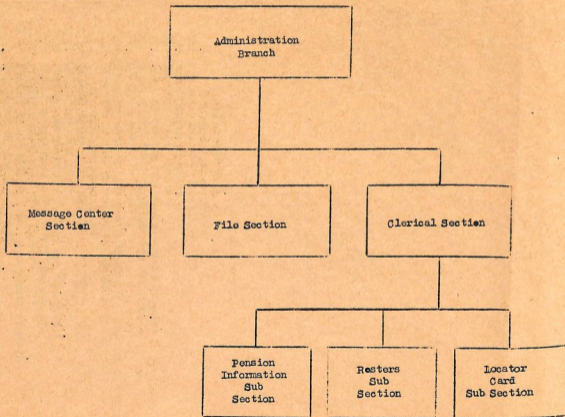 Administration
Branch
Message Center
Section
File Section
Clerical Section
Pension
Information
Sub
Section
Rosters
Sub
Section
Locator
Card
Sub Section